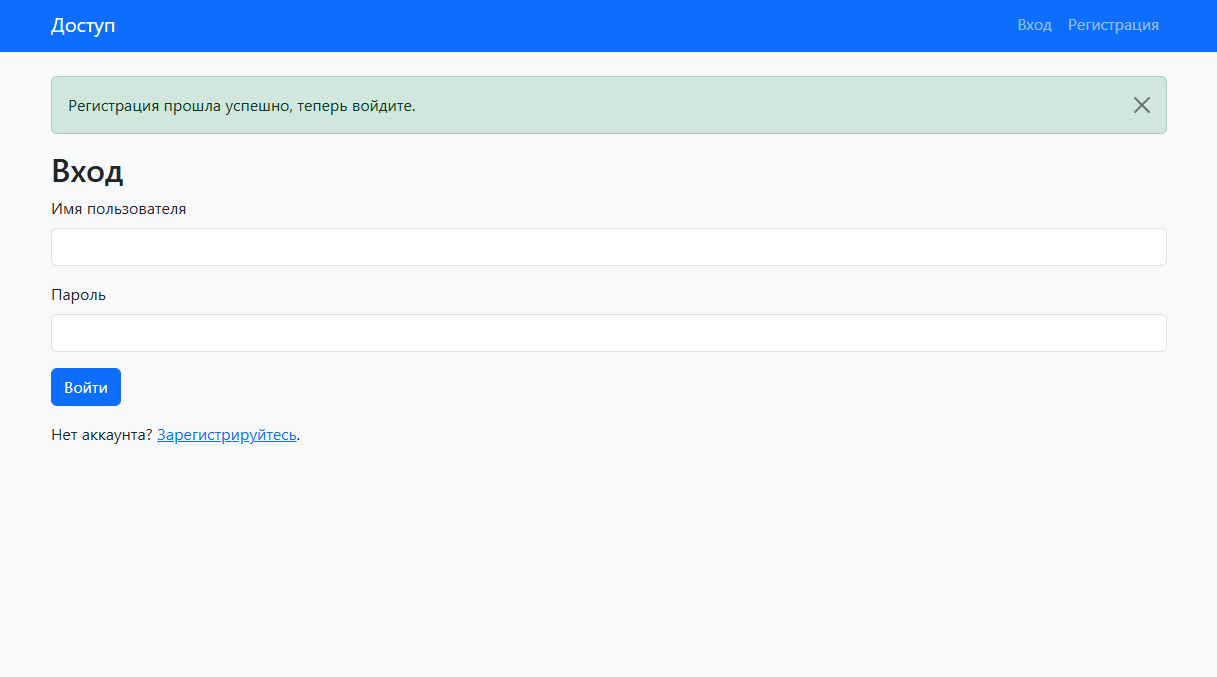 Доступ
Вход Регистрация
Регистрация прошла успешно, теперь войдите.
Вход
Имя пользователя
Пароль
Войти
Нет аккаунта? Зарегистрируйтесь.